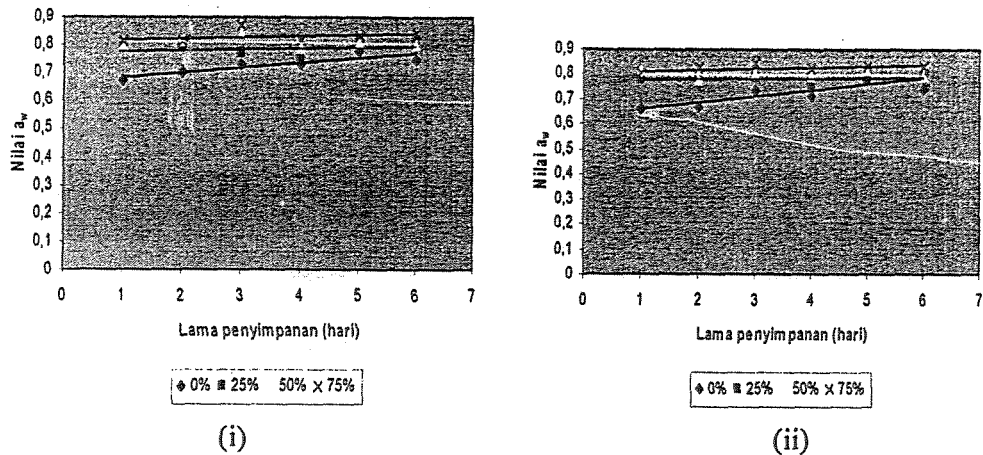 0,9
0,8
0,7
0,6
0,5
0,4
0,3
0,2
0,1
0
Nilai a_w
0 1 2 3 4 5 6 7
Lama penyimpanan (hari)
0% 25% 50% 75%
(i)
0,9
0,8
0,7
0,6
0,5
0,4
0,3
0,2
0,1
0
Nilai a_w
0 1 2 3 4 5 6 7
Lama penyimpanan (hari)
0% 25% 50% 75%
(ii)